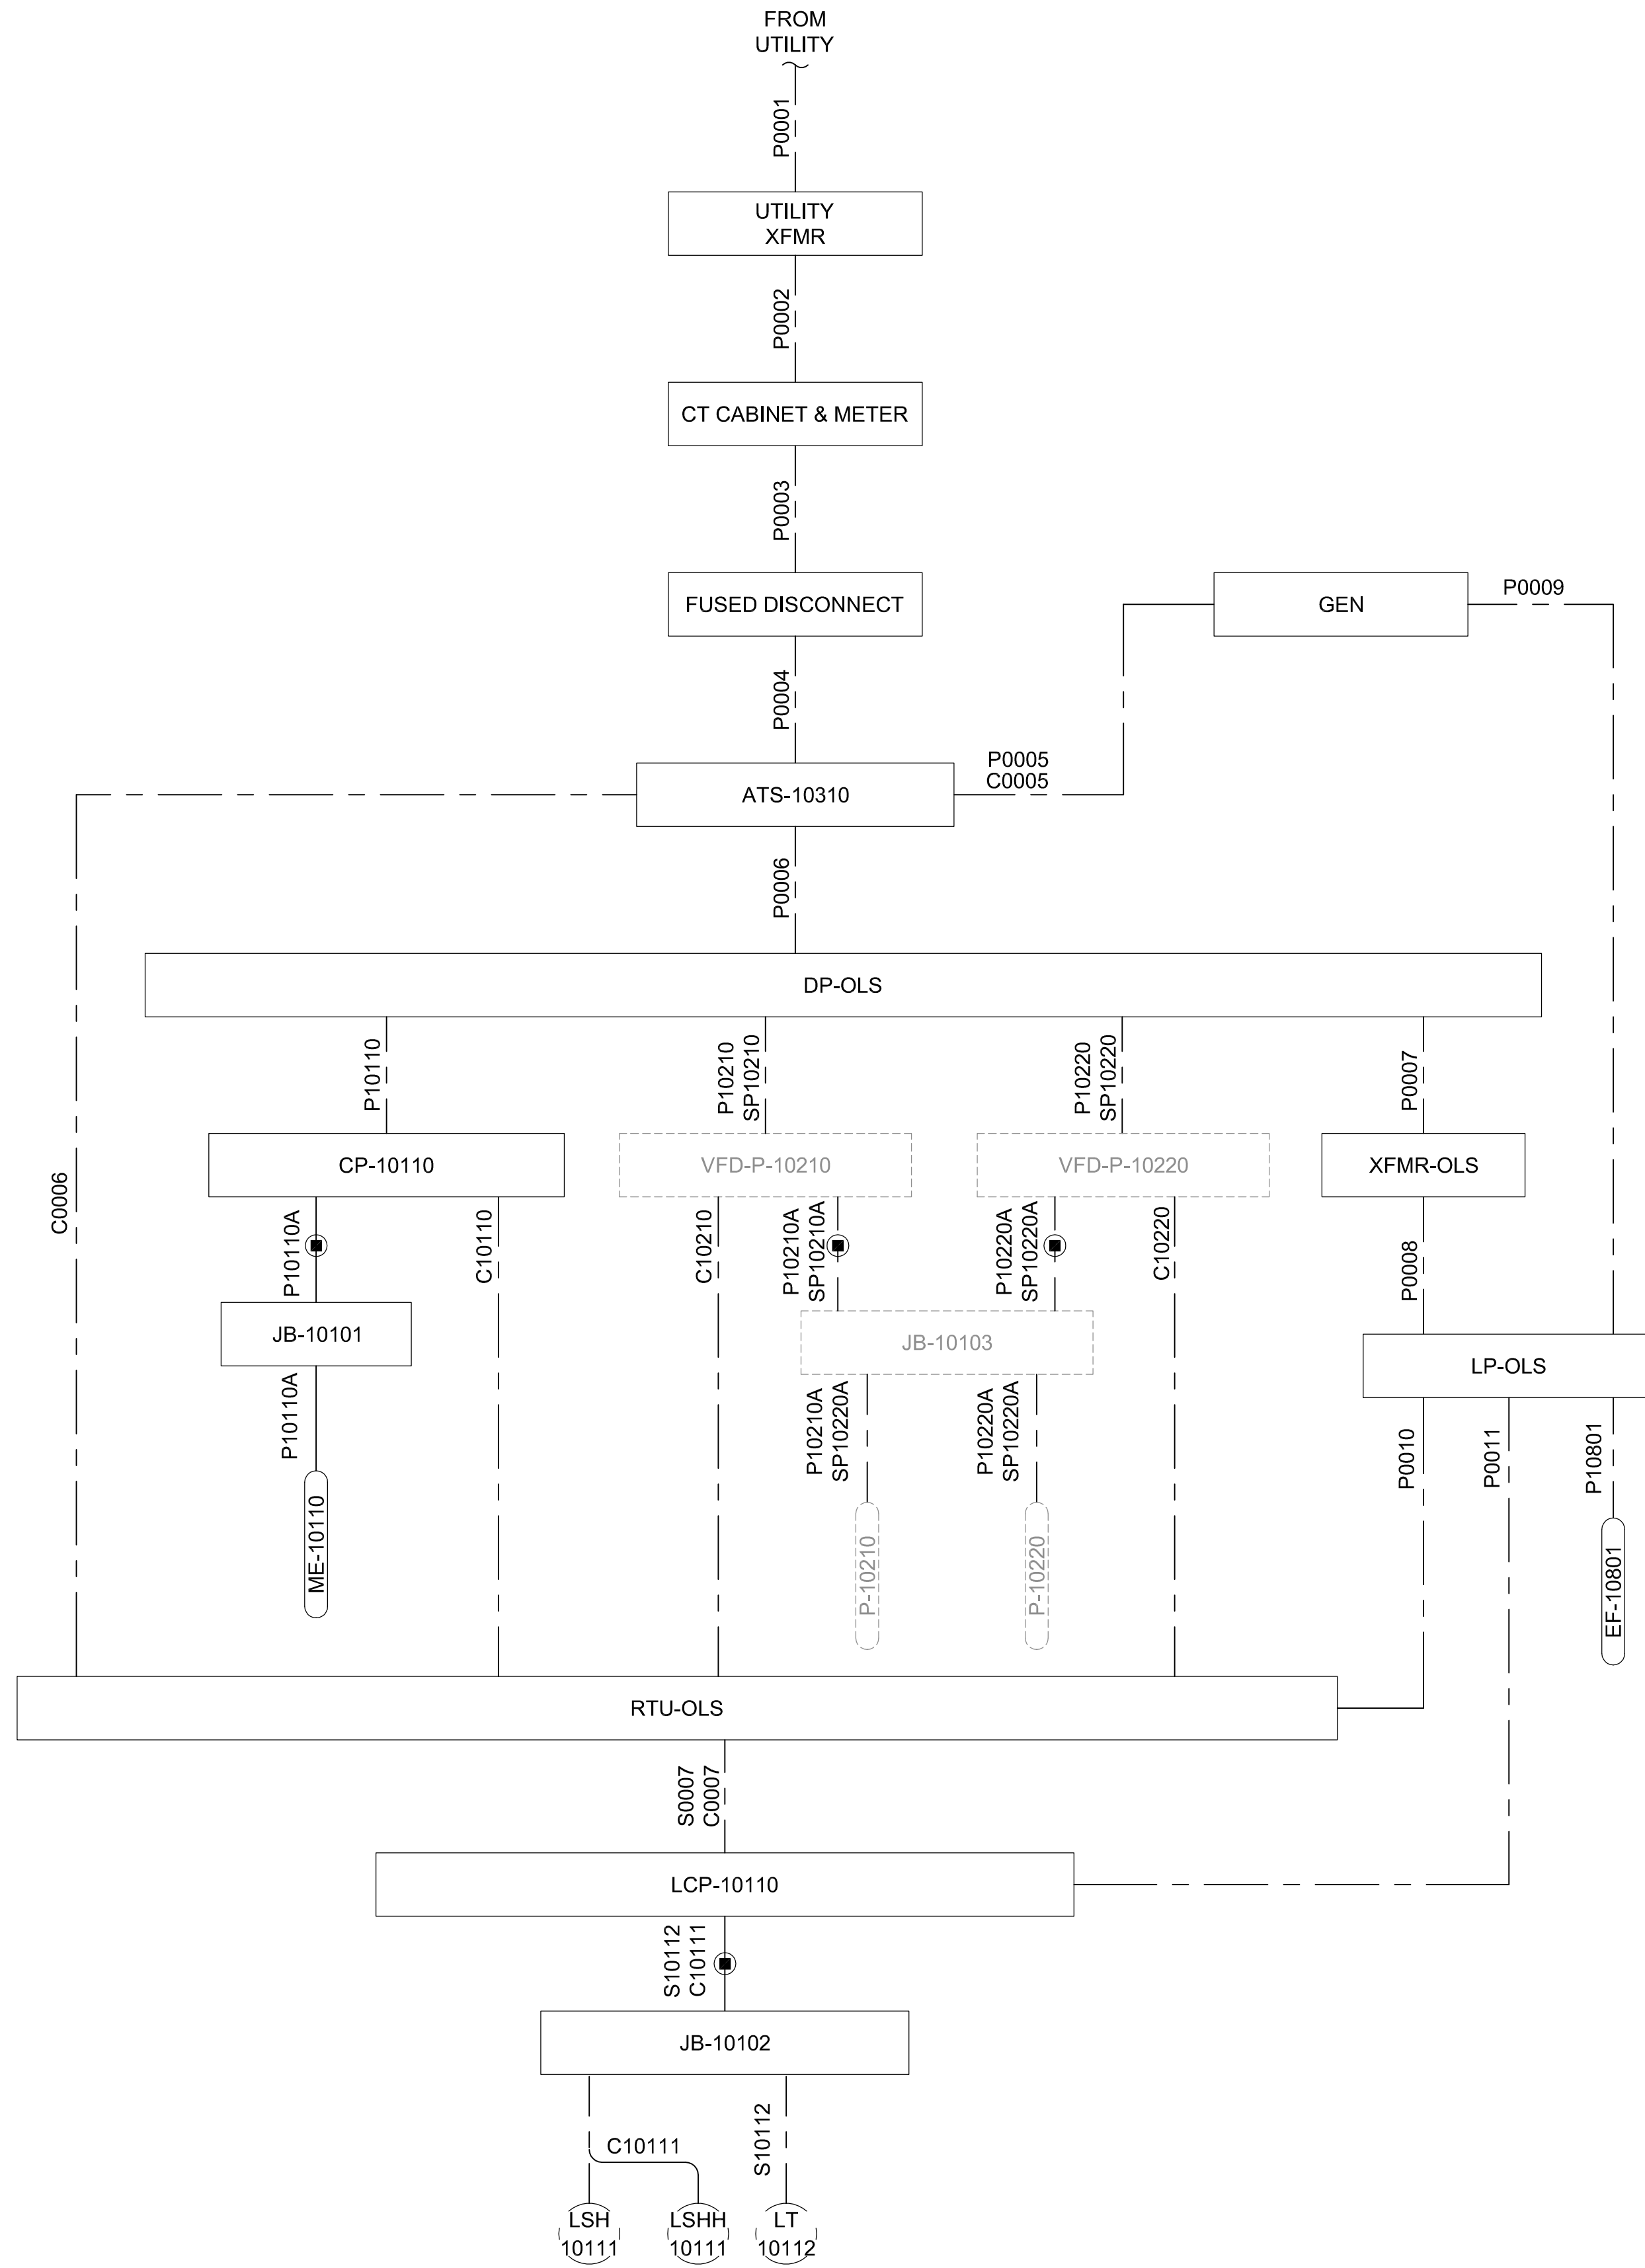 FROM
UTILITY
P0001
UTILITY
XFMR
P0002
CT CABINET & METER
P0003
FUSED DISCONNECT
GEN
P0009
P0004
P0005
C0005
ATS-10310
P0006
DP-OLS
P10110
P10210
SP10210
P10220
SP10220
P0007
CP-10110
VFD-P-10210
VFD-P-10220
XFMR-OLS
C0006
P10110A
C10110
C10210
P10210A
SP10210A
P10220A
SP10220A
C10220
P0008
JB-10101
JB-10103
LP-OLS
P10110A
P10210A
SP10220A
P10220A
SP10220A
P0010
P0011
P10801
ME-10110
P-10210
P-10220
EF-10801
RTU-OLS
S0007
C0007
LCP-10110
S10112
C10111
JB-10102
C10111
S10112
LSH
10111
LSHH
10111
LT
10112